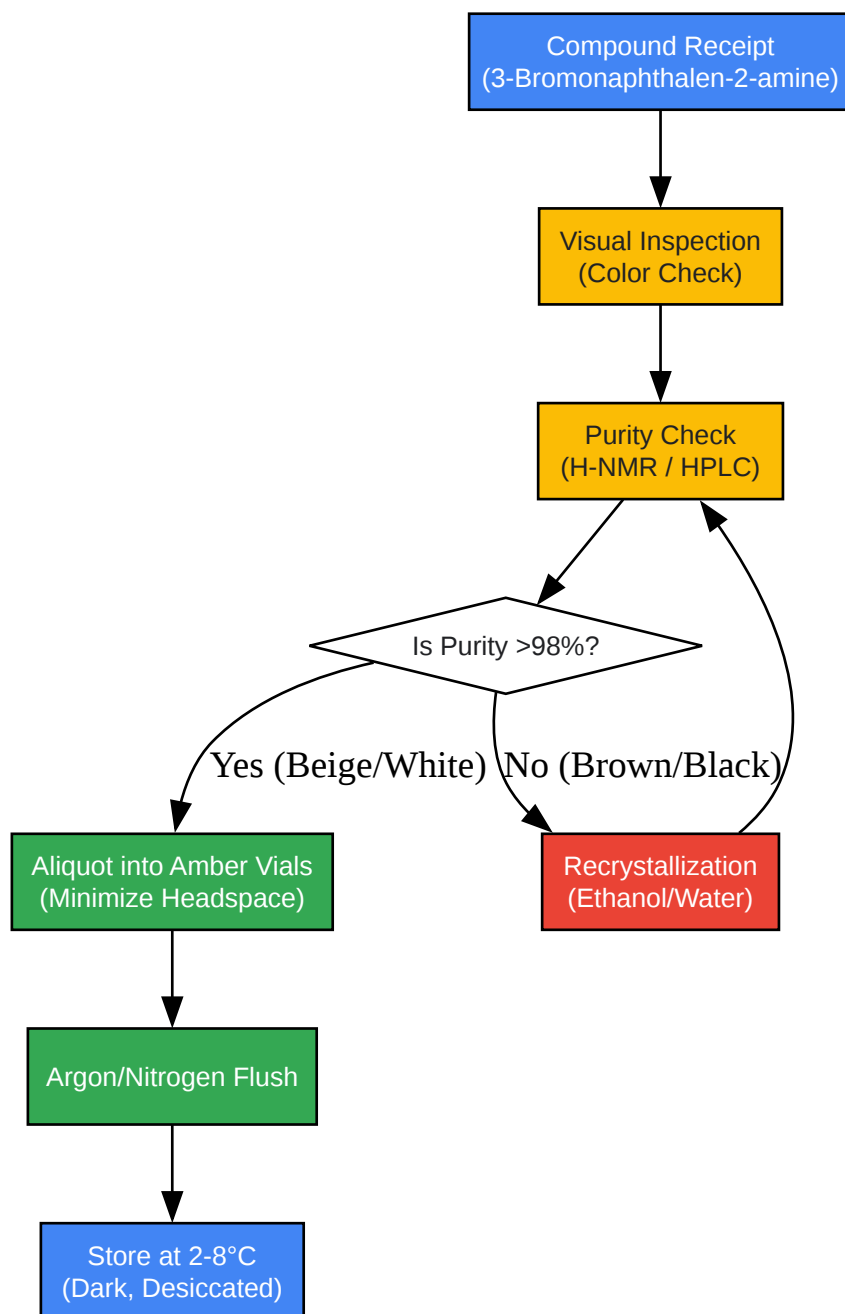 Compound Receipt
(3-Bromonaphthalen-2-amine)
Visual Inspection
(Color Check)
Purity Check
(H-NMR / HPLC)
Is Purity >98%?
Yes (Beige/White)
No (Brown/Black)
Aliquot into Amber Vials
(Minimize Headspace)
Recrystallization
(Ethanol/Water)
Argon/Nitrogen Flush
Store at 2-8°C
(Dark, Desiccated)